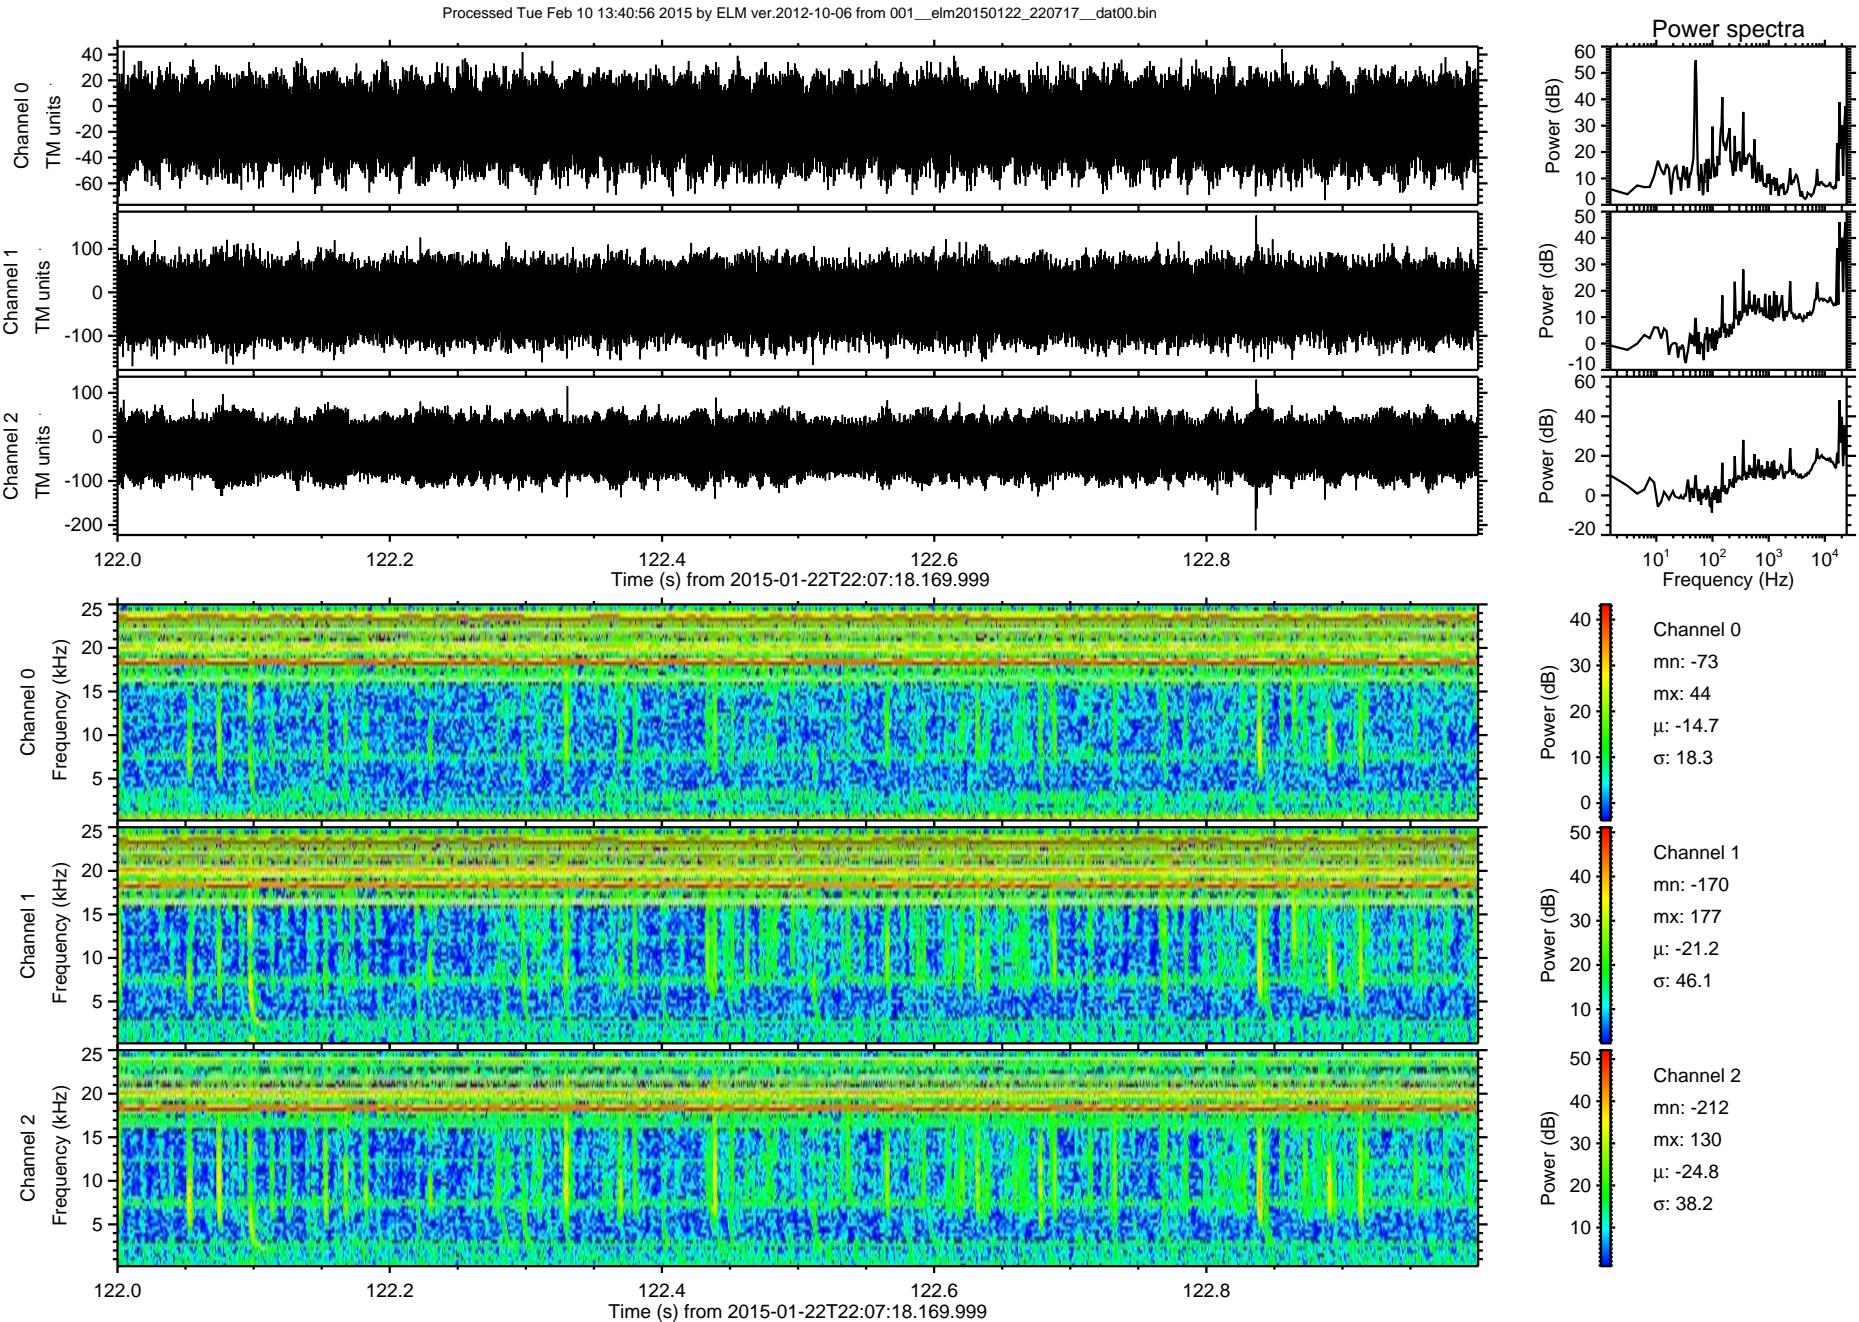 Processed Tue Feb 10 13:40:56 2015 by ELM ver.2012-10-06 from 001__elm20150122_220717__dat00.bin
Power spectra
Channel 0
TM units
40
20
0
-20
-40
-60
Power (dB)
60
50
40
30
20
10
0
Channel 1
TM units
100
0
-100
Power (dB)
50
40
30
20
10
0
-10
Channel 2
TM units
100
0
-100
-200
Power (dB)
60
40
20
0
-20
122.0 122.2 122.4 122.6 122.8
Time (s) from 2015-01-22T22:07:18.169.999
10^1 10^2 10^3 10^4
Frequency (Hz)
Channel 0
Frequency (kHz)
25
20
15
10
5
Power (dB)
40
30
20
10
0
Channel 0
mn: -73
mx: 44
μ: -14.7
σ: 18.3
Channel 1
Frequency (kHz)
25
20
15
10
5
Power (dB)
50
40
30
20
10
Channel 1
mn: -170
mx: 177
μ: -21.2
σ: 46.1
Channel 2
Frequency (kHz)
25
20
15
10
5
Power (dB)
50
40
30
20
10
Channel 2
mn: -212
mx: 130
μ: -24.8
σ: 38.2
122.0 122.2 122.4 122.6 122.8
Time (s) from 2015-01-22T22:07:18.169.999